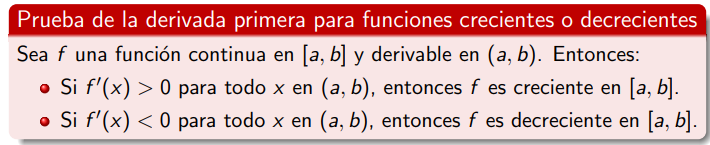 Prueba de la derivada primera para funciones crecientes o decrecientes
Sea f una función continua en [a, b] y derivable en (a, b). Entonces:
Si f′(x) > 0 para todo x en (a, b), entonces f es creciente en [a, b].
Si f′(x) < 0 para todo x en (a, b), entonces f es decreciente en [a, b].